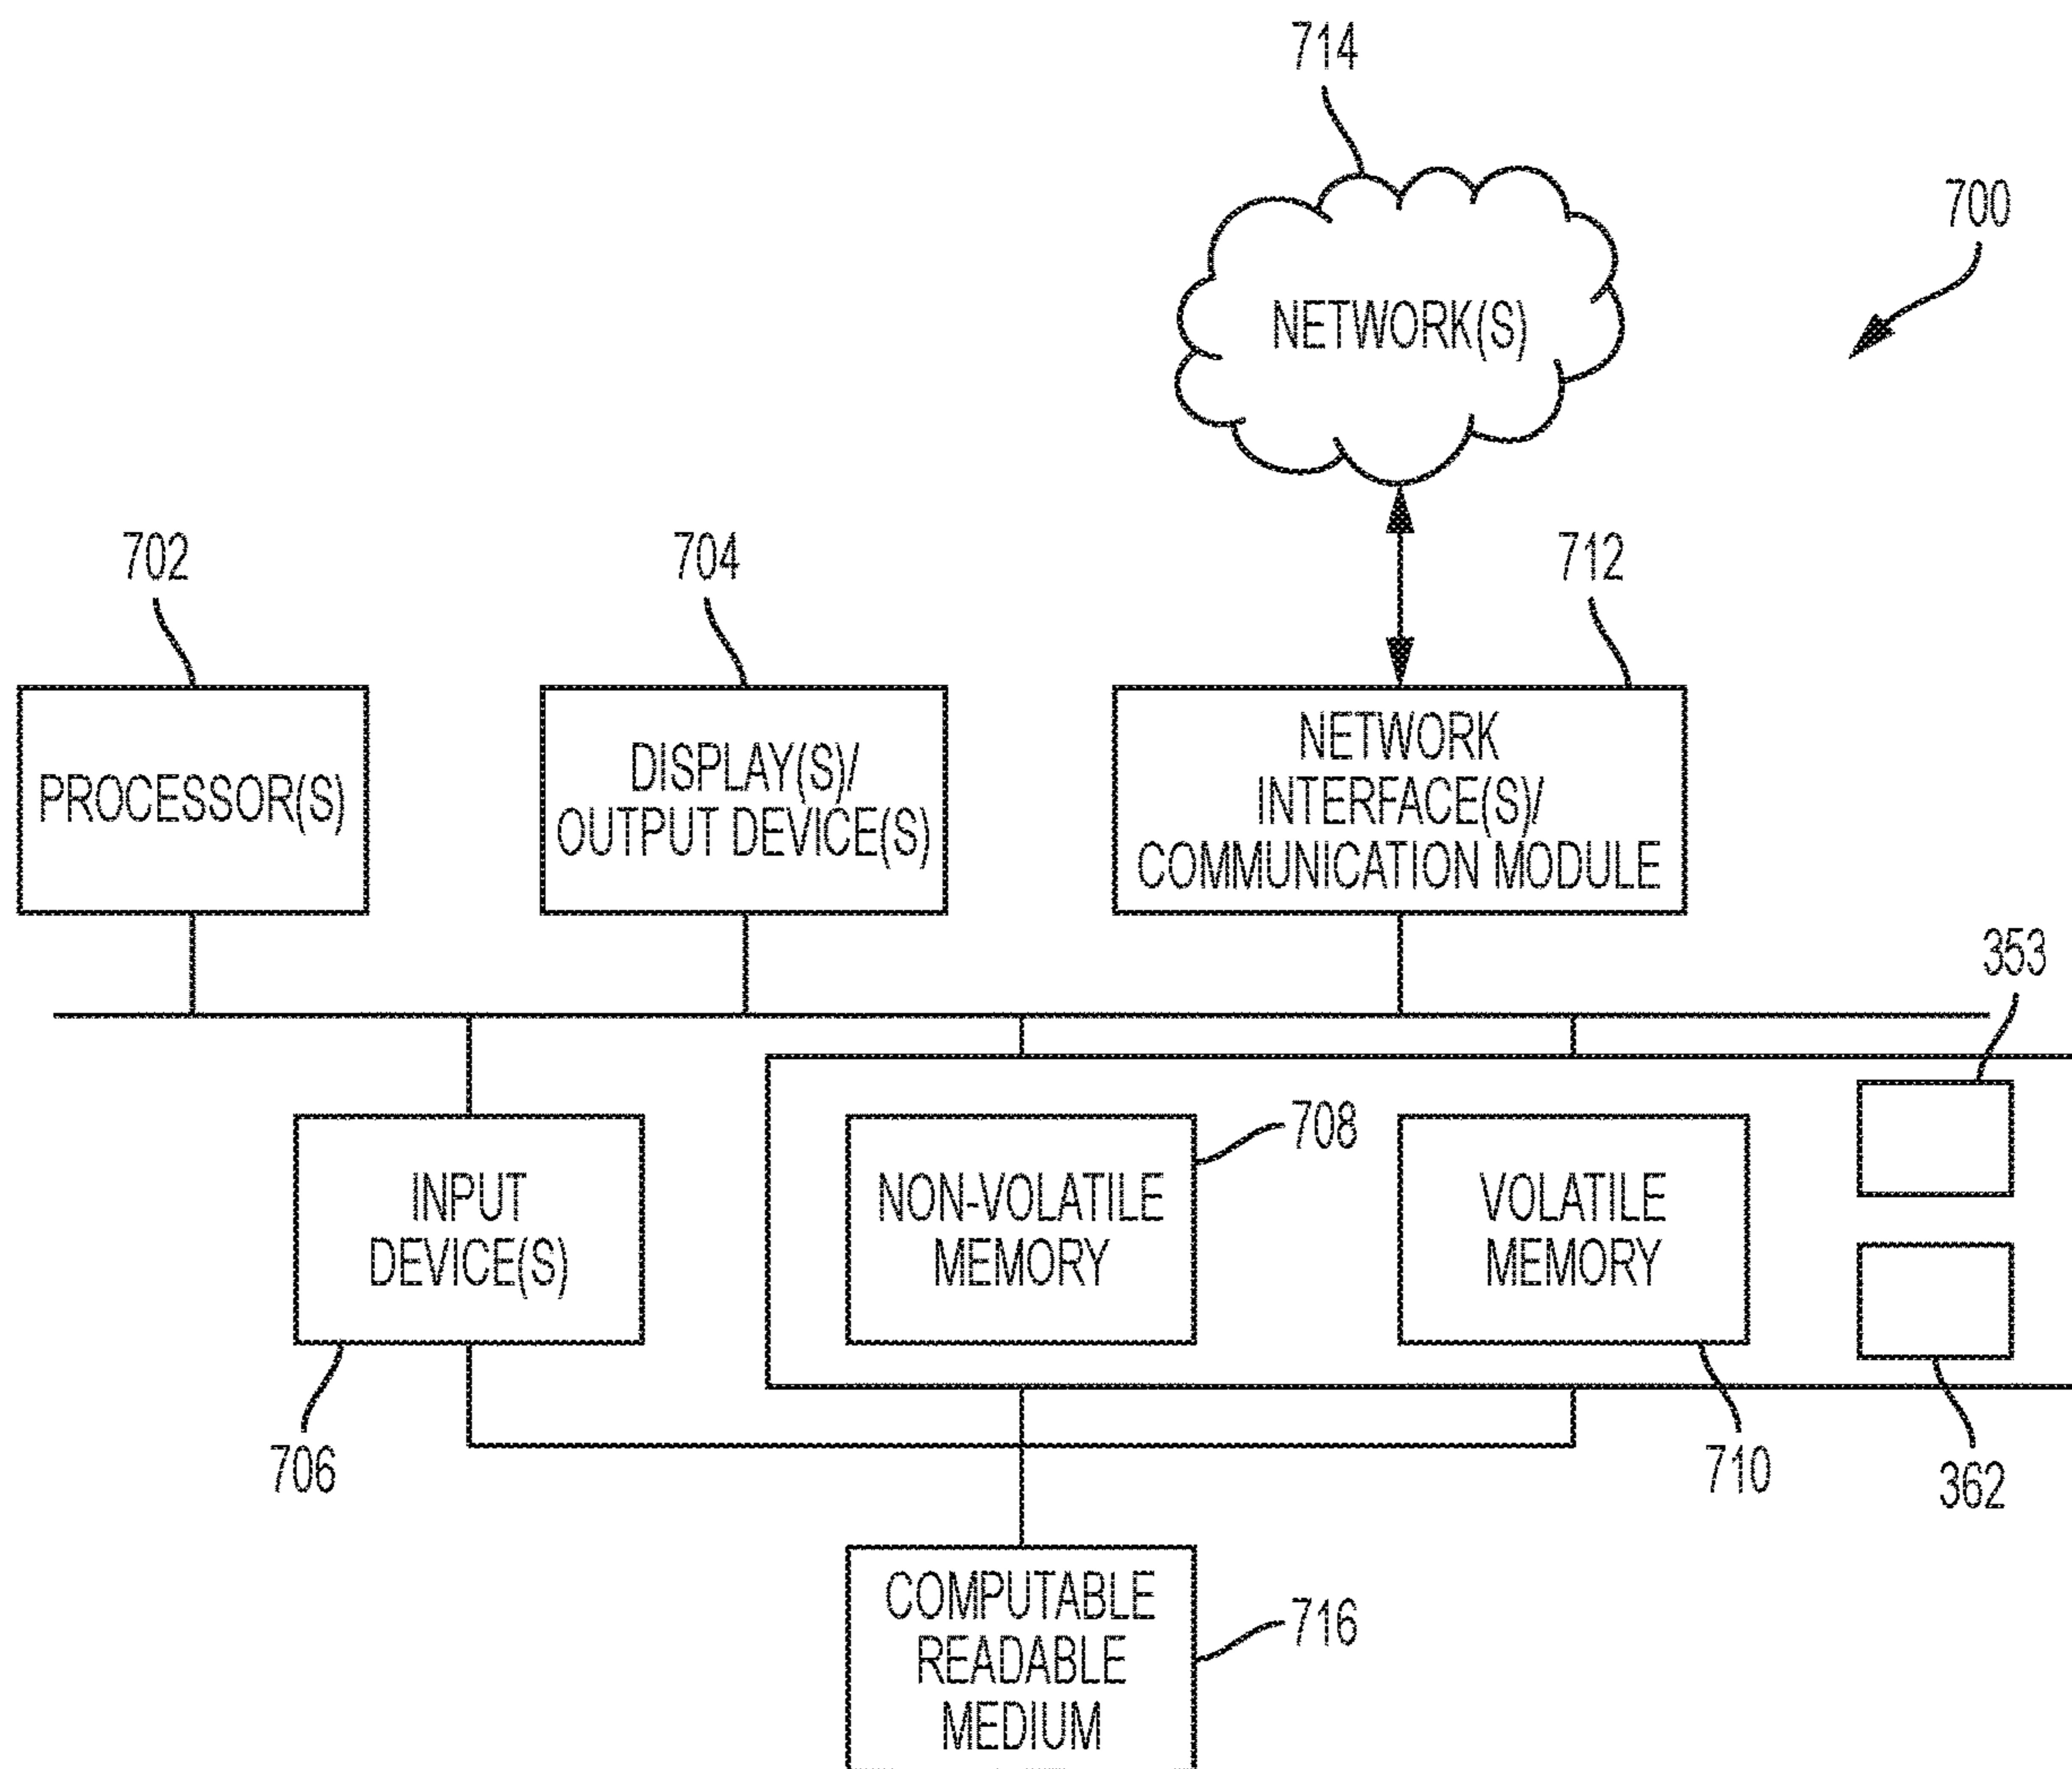 714
700
NETWORK(S)
702
704
712
PROCESSOR(S)
DISPLAY(S)/
OUTPUT DEVICE(S)
NETWORK
INTERFACE(S)/
COMMUNICATION MODULE
353
INPUT
DEVICE(S)
NON-VOLATILE
MEMORY
708
VOLATILE
MEMORY
706
710
362
COMPUTABLE
READABLE
MEDIUM
716